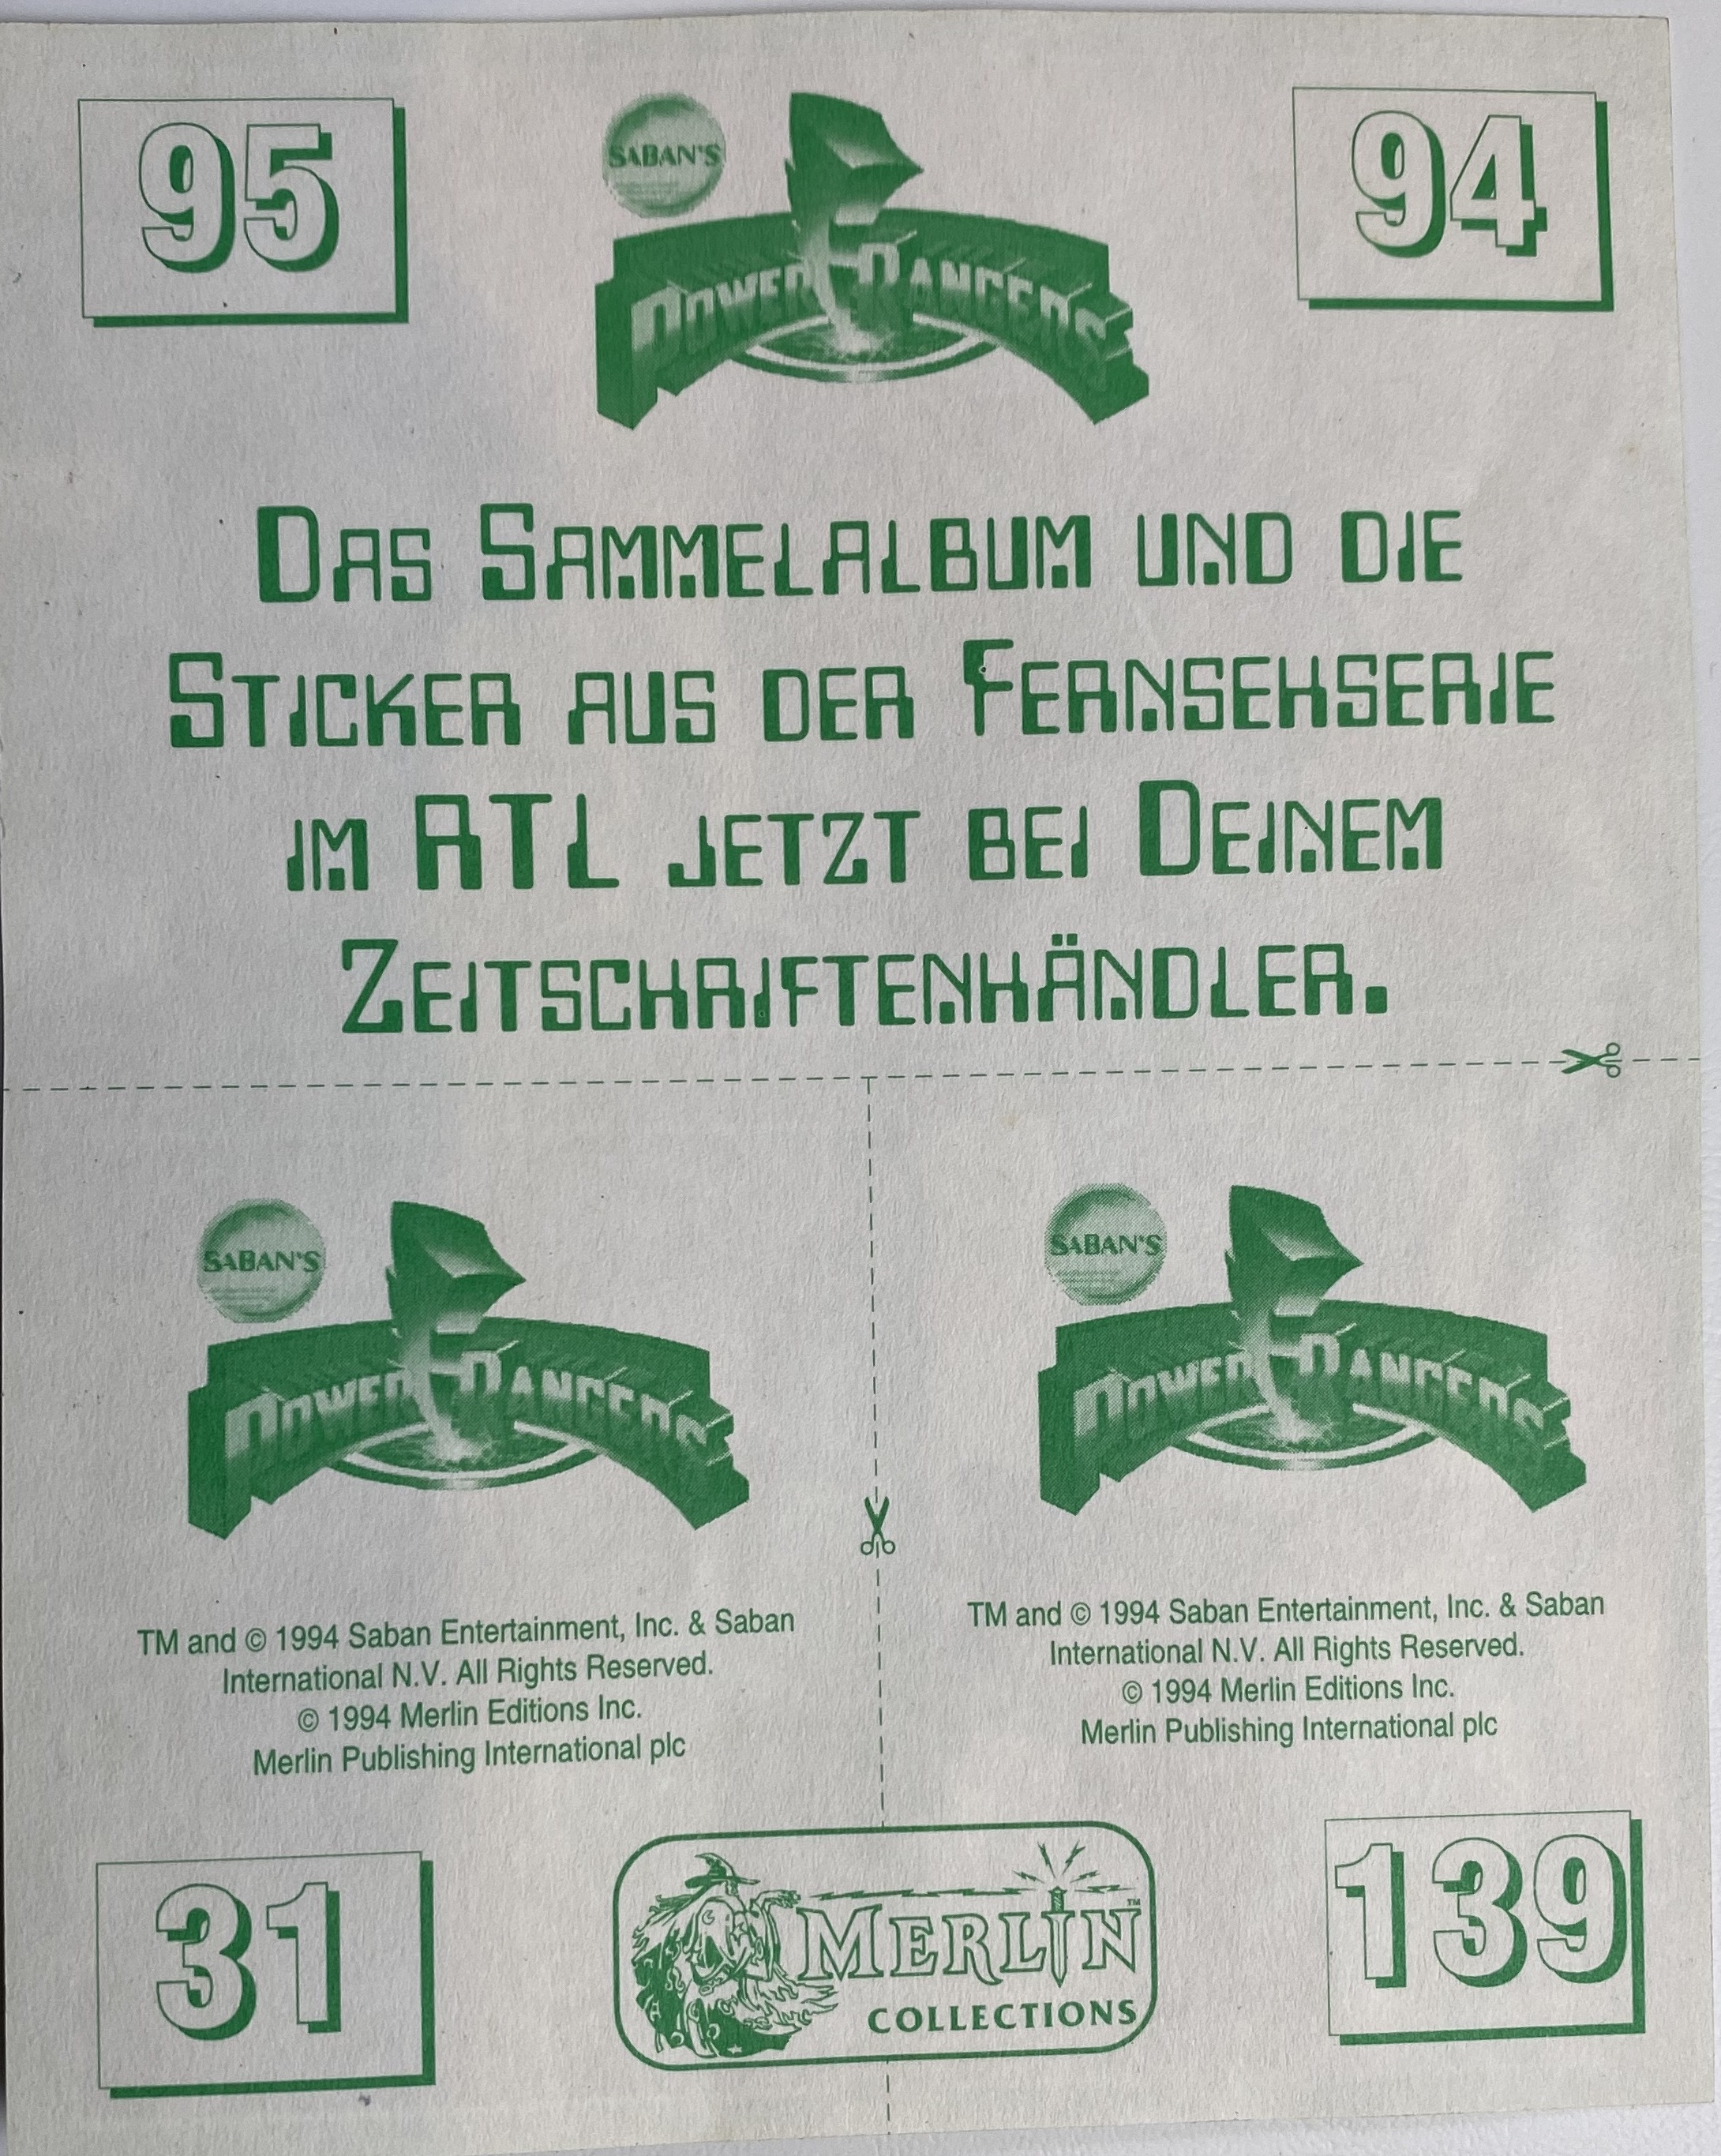 95
SABAN'S
POWER RANGERS
94
DAS SAMMELALBUM UND DIE
STICKER AUS DER FERNSEHSERIE
IM RTL JETZT BEI DEINEM
ZEITSCHRIFTENHÄNDLER.
SABAN'S
POWER RANGERS
TM and © 1994 Saban Entertainment, Inc. & Saban
International N.V. All Rights Reserved.
© 1994 Merlin Editions Inc.
Merlin Publishing International plc
31
SABAN'S
POWER RANGERS
TM and © 1994 Saban Entertainment, Inc. & Saban
International N.V. All Rights Reserved.
© 1994 Merlin Editions Inc.
Merlin Publishing International plc
MERLIN™
COLLECTIONS
139